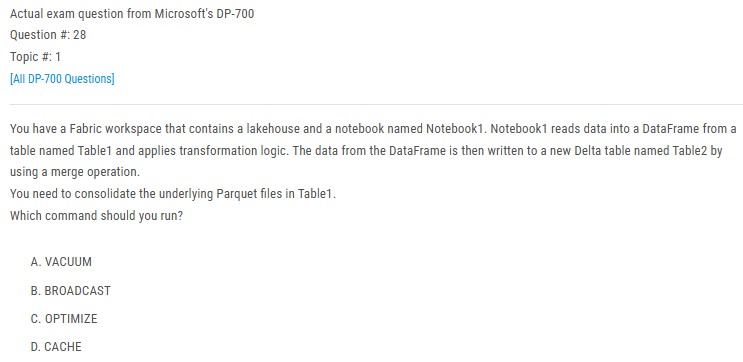 Actual exam question from Microsoft's DP-700
Question #: 28
Topic #: 1
[All DP-700 Questions]
You have a Fabric workspace that contains a lakehouse and a notebook named Notebook1. Notebook1 reads data into a DataFrame from a
table named Table1 and applies transformation logic. The data from the DataFrame is then written to a new Delta table named Table2 by
using a merge operation.
You need to consolidate the underlying Parquet files in Table1.
Which command should you run?
A. VACUUM
B. BROADCAST
C. OPTIMIZE
D. CACHE